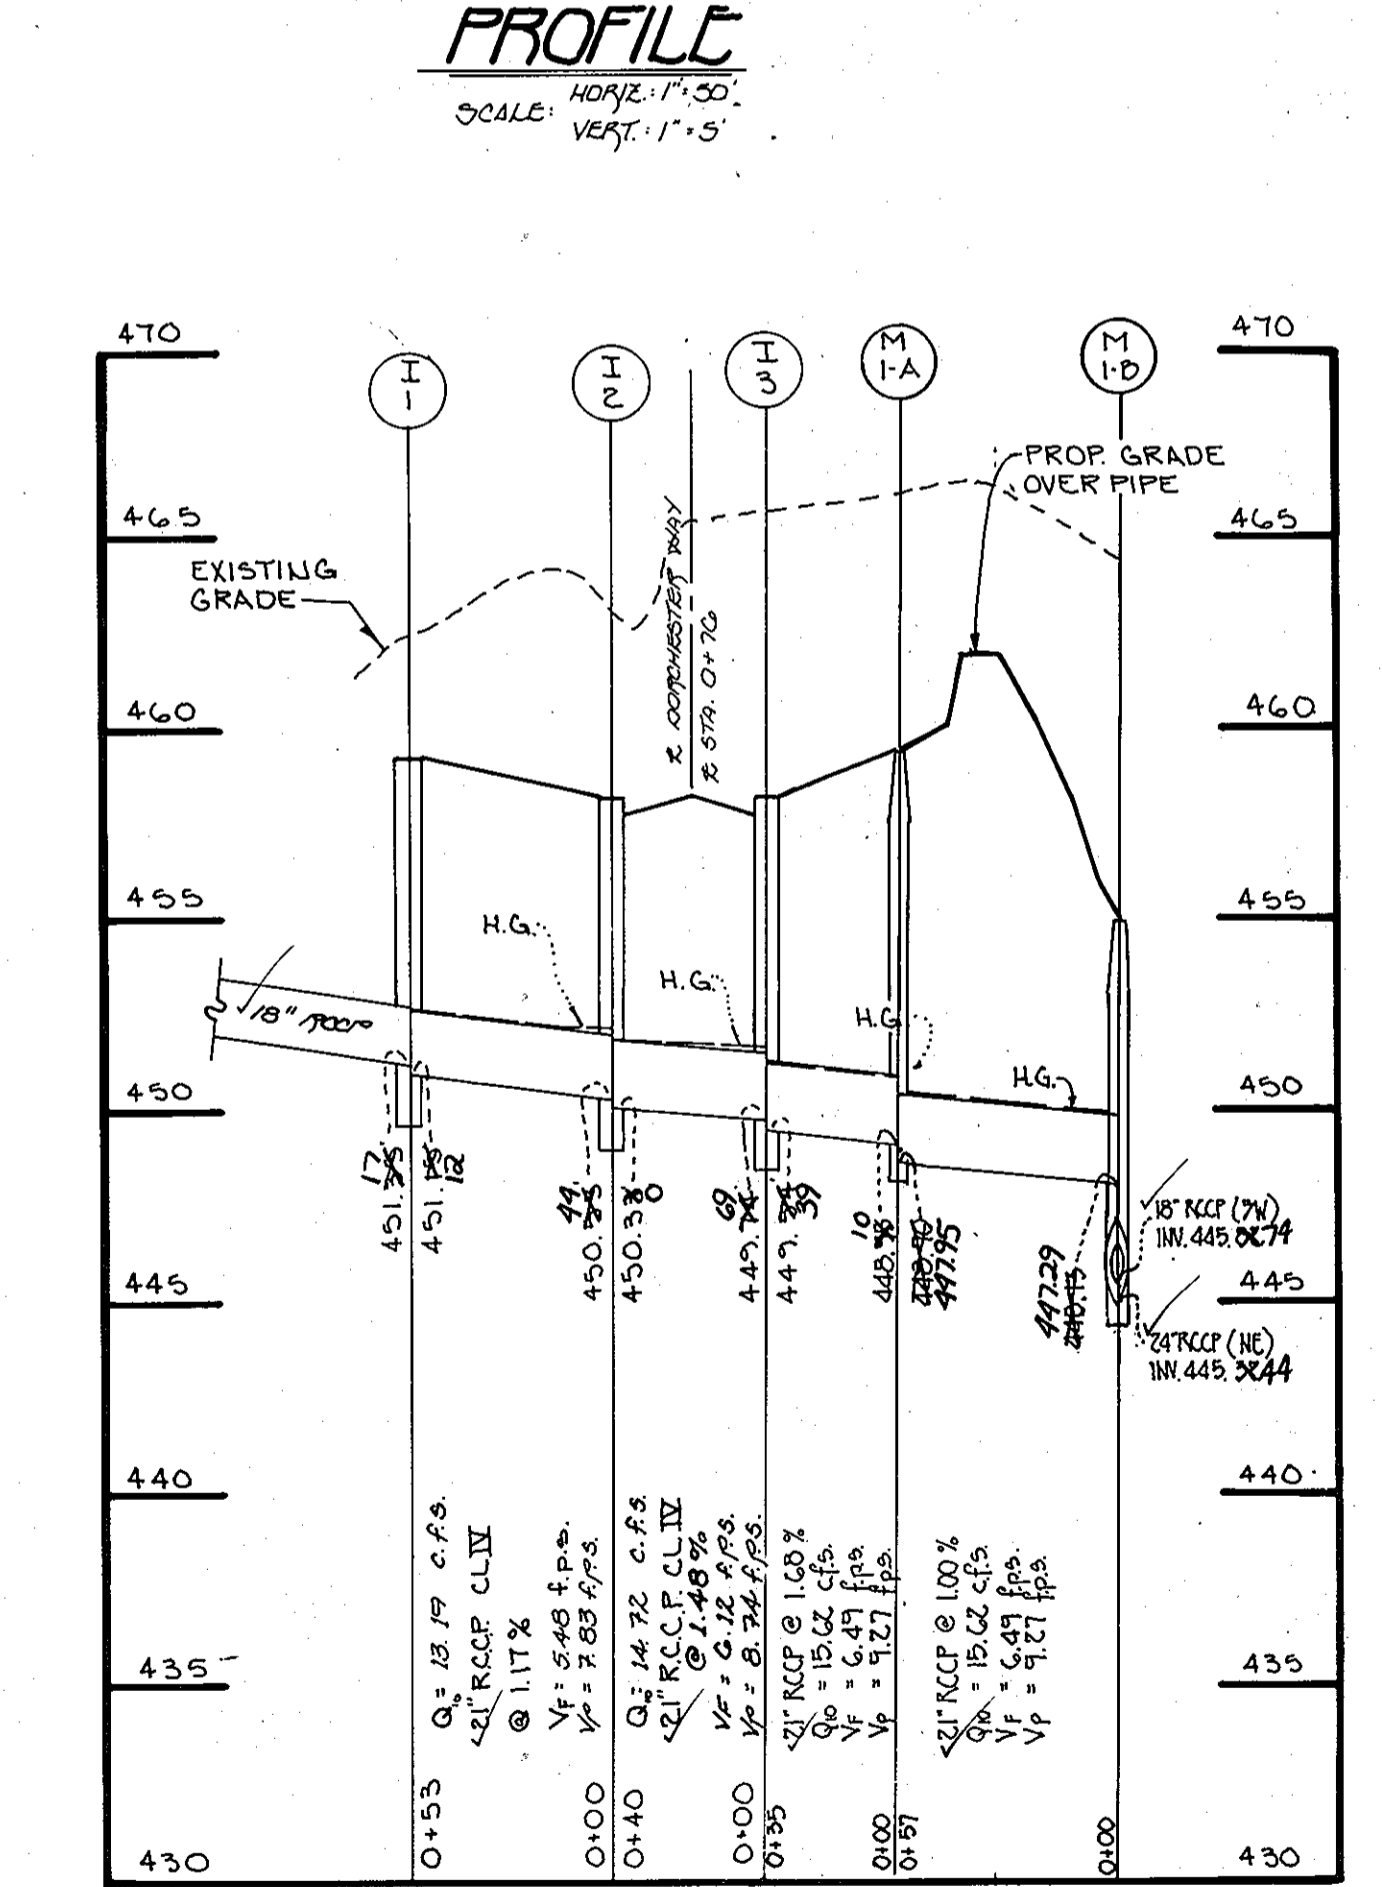 PROFILE
SCALE: HORIZ.: 1" = 50'
VERT.: 1" = 5'
470
470
I
1
I
2
I
3
M
1-A
M
1-B
PROP. GRADE
OVER PIPE
465
465
EXISTING
GRADE
℄ DORCHESTER WAY
℄ STA. 0+76
460
460
455
455
H.G.
H.G.
H.G.
H.G.
18" RCCP
450
450
17
451.
451.
12
44
450.
450.3
0
69
449.
449.
39
10
448.
447.95
447.29
18" RCCP (SW)
INV. 445. 74
24" RCCP (NE)
INV. 445. 44
445
445
440
440
435
435
Q10 = 13.19 c.f.s.
21" R.C.C.P. CL. IV
@ 1.17%
VF = 5.48 f.p.s.
VP = 7.83 f.p.s.
Q10 = 14.72 c.f.s.
21" R.C.C.P. CL. IV
@ 1.48%
VF = 6.12 f.p.s.
VP = 8.74 f.p.s.
21" RCCP @ 1.68%
Q10 = 15.62 c.f.s.
VF = 6.49 f.p.s.
VP = 9.27 f.p.s.
21" RCCP @ 1.00%
Q10 = 15.62 c.f.s.
VF = 6.49 f.p.s.
VP = 9.27 f.p.s.
0+53
0+00
0+40
0+00
0+35
0+00
0+57
0+00
430
430